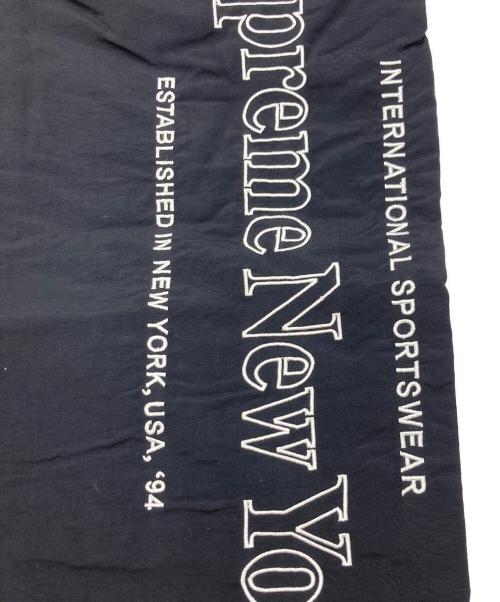 INTERNATIONAL SPORTSWEAR
preme New Yo
ESTABLISHED IN NEW YORK, USA, '94